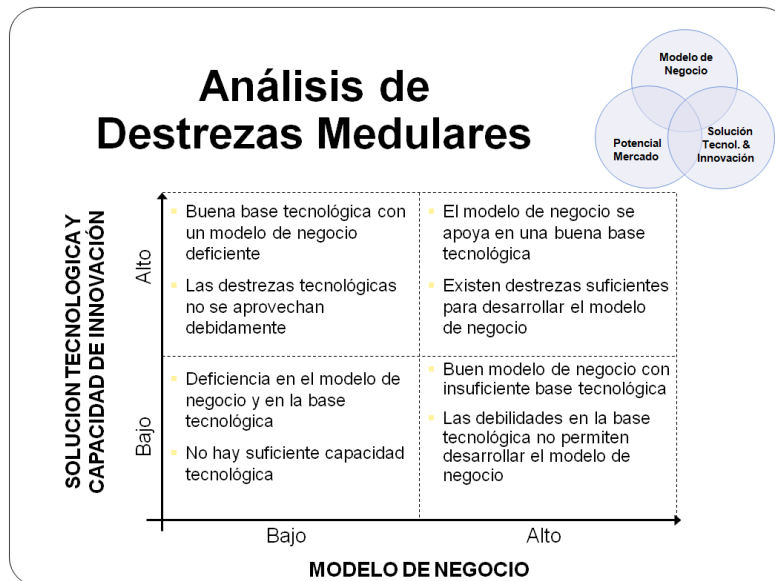 Análisis de
Destrezas Medulares
Modelo de
Negocio
Potencial
Mercado
Solución
Tecnol. &
Innovación
SOLUCION TECNOLOGICA Y
CAPACIDAD DE INNOVACIÓN
Alto
Buena base tecnológica con
un modelo de negocio
deficiente
Las destrezas tecnológicas
no se aprovechan
debidamente
El modelo de negocio se
apoya en una buena base
tecnológica
Existen destrezas suficientes
para desarrollar el modelo
de negocio
Bajo
Deficiencia en el modelo de
negocio y en la base
tecnológica
No hay suficiente capacidad
tecnológica
Buen modelo de negocio con
insuficiente base tecnológica
Las debilidades en la base
tecnológica no permiten
desarrollar el modelo de
negocio
Bajo
Alto
MODELO DE NEGOCIO